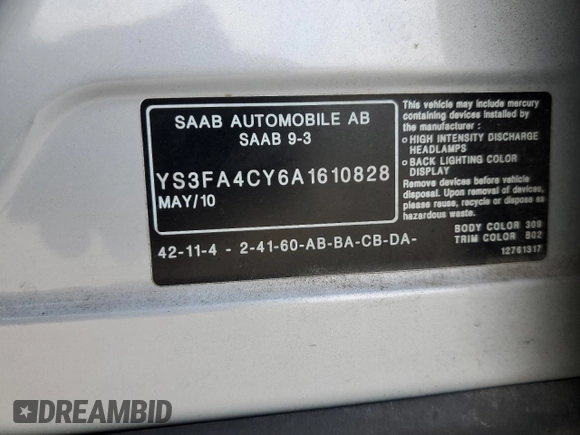 SAAB AUTOMOBILE AB
SAAB 9-3
YS3FA4CY6A1610828
MAY/10
42-11-4 - 2-41-60-AB-BA-CB-DA-
This vehicle may include mercury
containing devices installed by
the manufacturer :
o HIGH INTENSITY DISCHARGE
HEADLAMPS
o BACK LIGHTING COLOR
DISPLAY
Remove devices before vehicle
disposal. Upon removal of devices
please reuse, recycle or dispose as
hazardous waste.
BODY COLOR 309
TRIM COLOR B02
12761317
DREAMBID